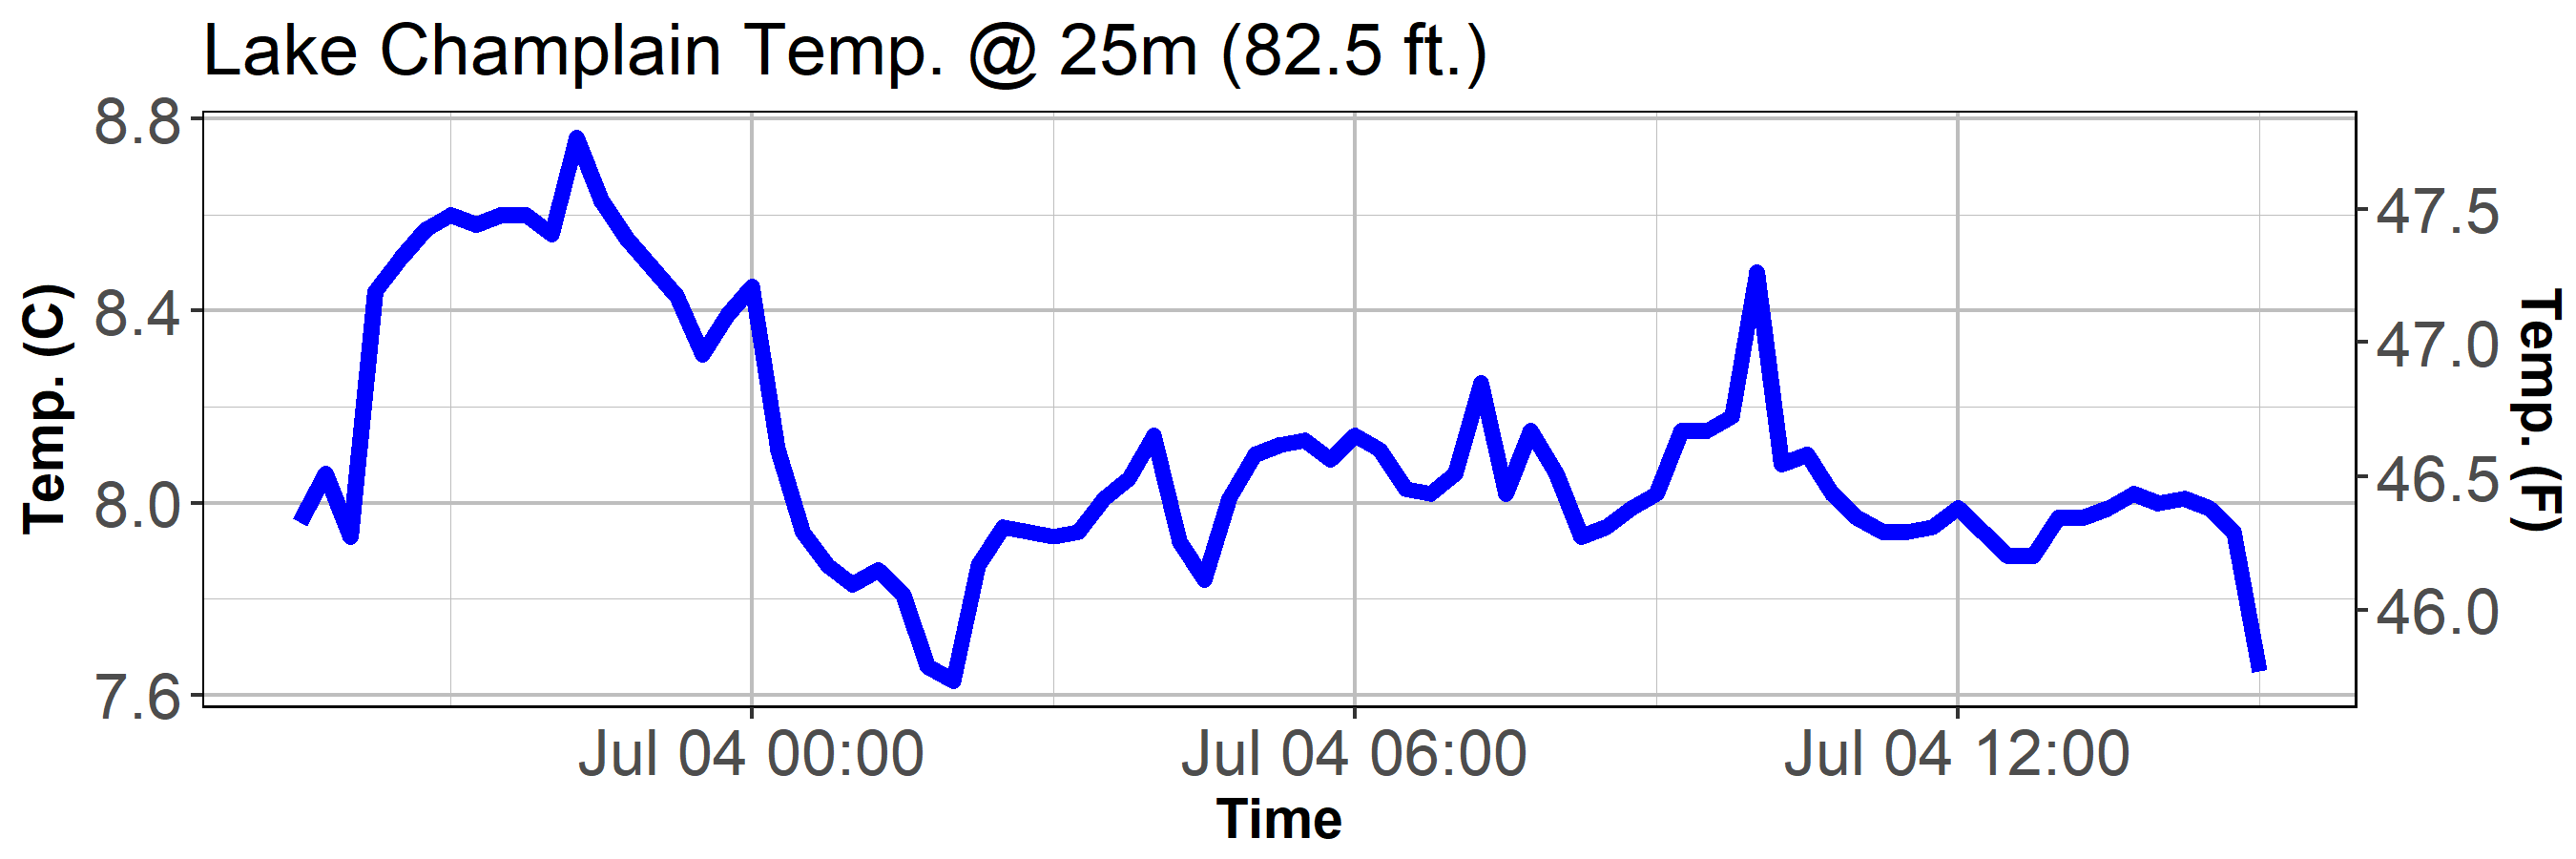 Lake Champlain Temp. @ 25m (82.5 ft.)
8.8
8.4
8.0
7.6
Temp. (C)
47.5
47.0
46.5
46.0
Temp. (F)
Jul 04 00:00
Jul 04 06:00
Jul 04 12:00
Time